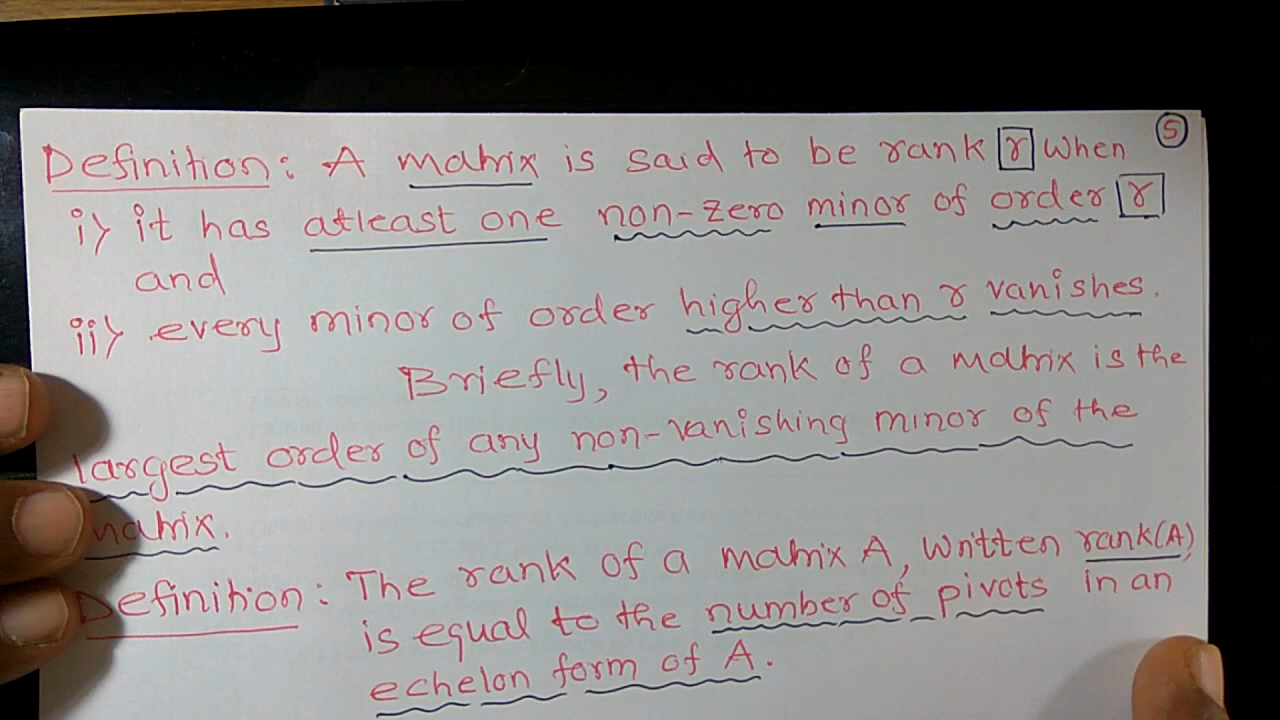 5
Definition: A matrix is said to be rank r when
i) it has atleast one non-zero minor of order r
and
ii) every minor of order higher than r vanishes.
Briefly, the rank of a matrix is the
largest order of any non-vanishing minor of the
matrix.
Definition: The rank of a matrix A, written rank(A)
is equal to the number of pivots in an
echelon form of A.